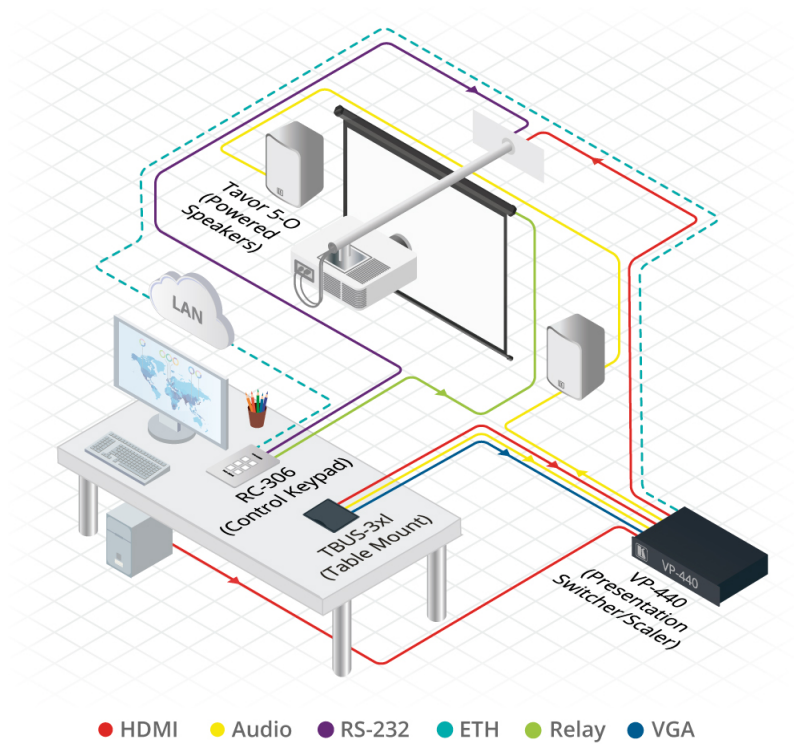 Tavor 5-O
(Powered
Speakers)
LAN
RC-306
(Control Keypad)
TBUS-3xl
(Table Mount)
K
VP-440
VP-440
(Presentation
Switcher/Scaler)
HDMI
Audio
RS-232
ETH
Relay
VGA